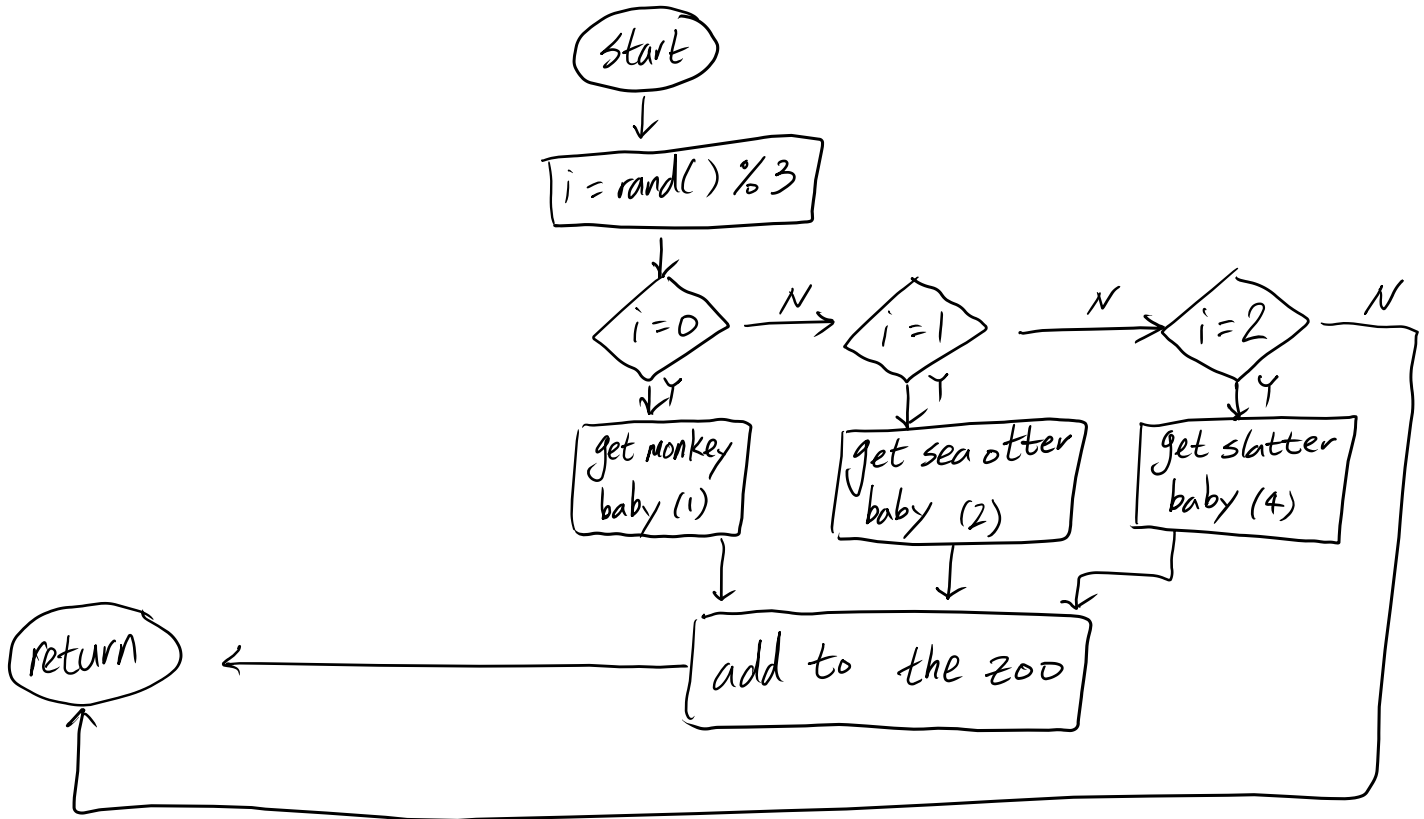 start
i = rand() % 3
i = 0
N
i = 1
N
i = 2
N
Y
Y
Y
get monkey
baby (1)
get sea otter
baby (2)
get slatter
baby (4)
add to the zoo
return